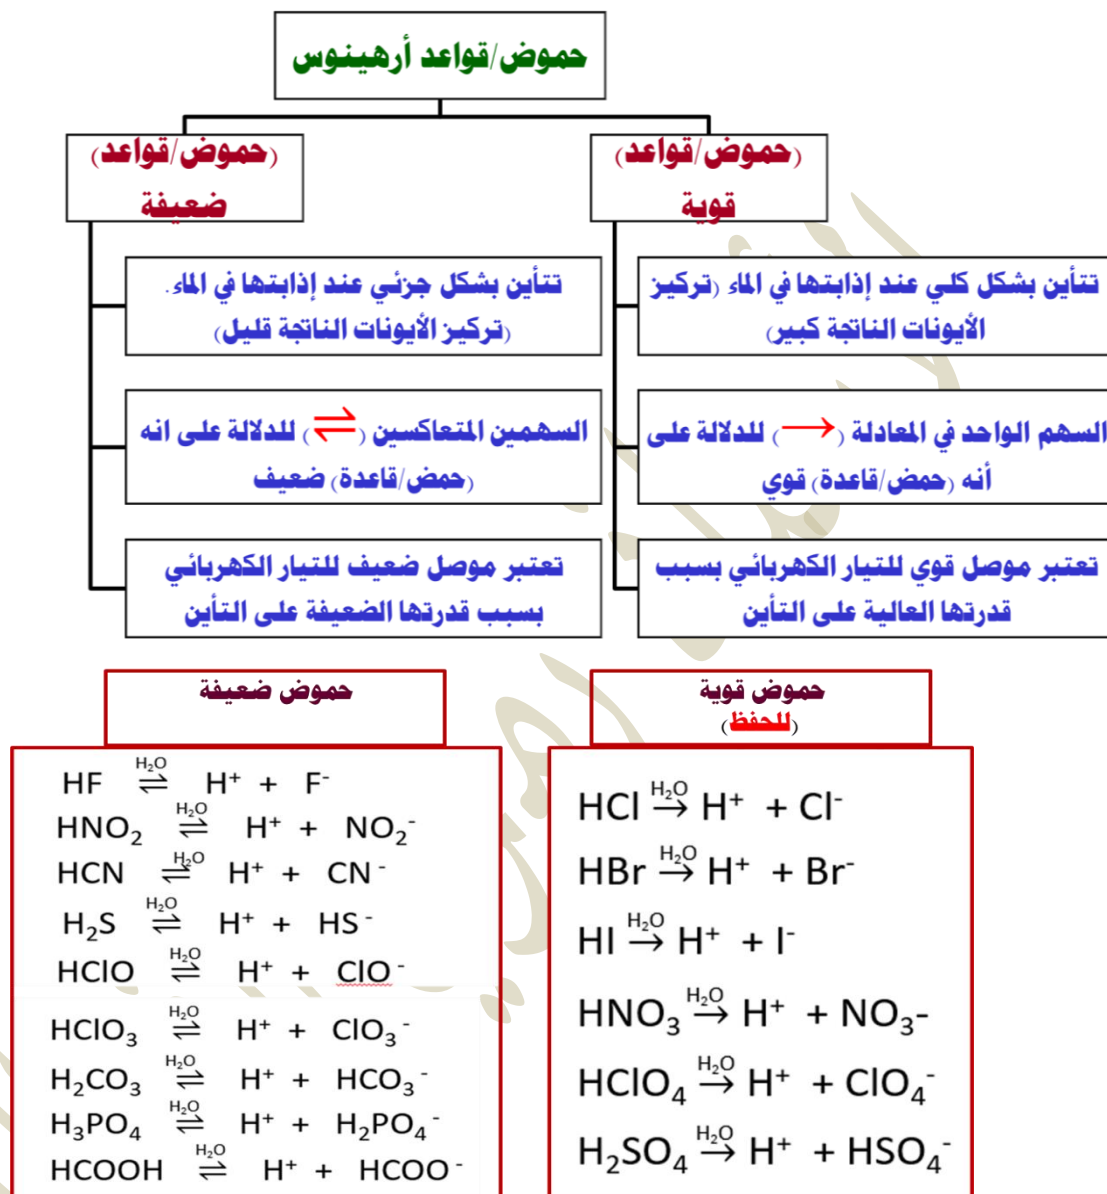 حموض/قواعد أرهينوس
(حموض/قواعد)
قوية
تتأين بشكل كلي عند إذابتها في الماء (تركيز
الأيونات الناتجة كبير)
السهم الواحد في المعادلة (→) للدلالة على
أنه (حمض/قاعدة) قوي
تعتبر موصل قوي للتيار الكهربائي بسبب
قدرتها العالية على التأين
(حموض/قواعد)
ضعيفة
تتأين بشكل جزئي عند إذابتها في الماء.
(تركيز الأيونات الناتجة قليل)
السهمين المتعاكسين (⇌) للدلالة على انه
(حمض/قاعدة) ضعيف
تعتبر موصل ضعيف للتيار الكهربائي
بسبب قدرتها الضعيفة على التأين
حموض قوية
(للحفظ)
HCl H₂O→ H⁺ + Cl⁻
HBr H₂O→ H⁺ + Br⁻
HI H₂O→ H⁺ + I⁻
HNO₃ H₂O→ H⁺ + NO₃-
HClO₄ H₂O→ H⁺ + ClO₄⁻
H₂SO₄ H₂O→ H⁺ + HSO₄⁻
حموض ضعيفة
HF H₂O⇌ H⁺ + F⁻
HNO₂ H₂O⇌ H⁺ + NO₂⁻
HCN H₂O⇌ H⁺ + CN⁻
H₂S H₂O⇌ H⁺ + HS⁻
HClO H₂O⇌ H⁺ + ClO⁻
HClO₃ H₂O⇌ H⁺ + ClO₃⁻
H₂CO₃ H₂O⇌ H⁺ + HCO₃⁻
H₃PO₄ H₂O⇌ H⁺ + H₂PO₄⁻
HCOOH H₂O⇌ H⁺ + HCOO⁻